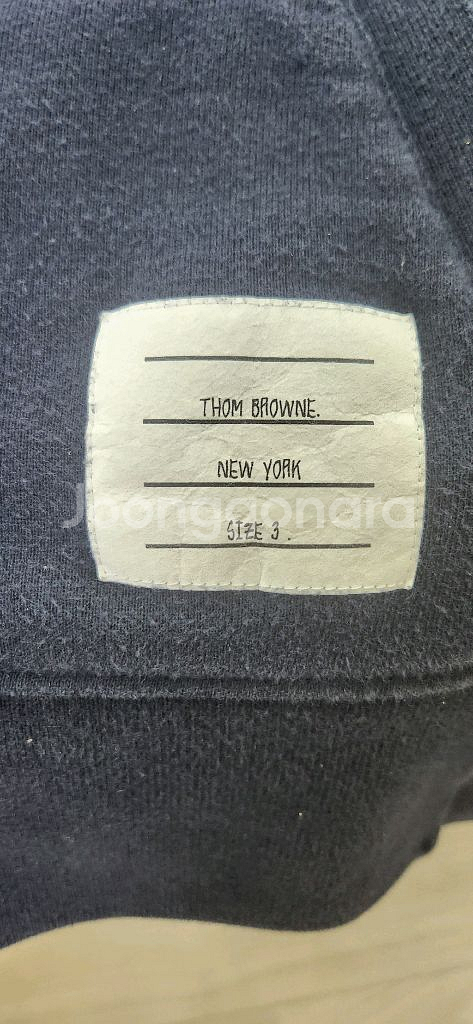 THOM BROWNE.
NEW YORK
Joonggonara
SIZE 3.